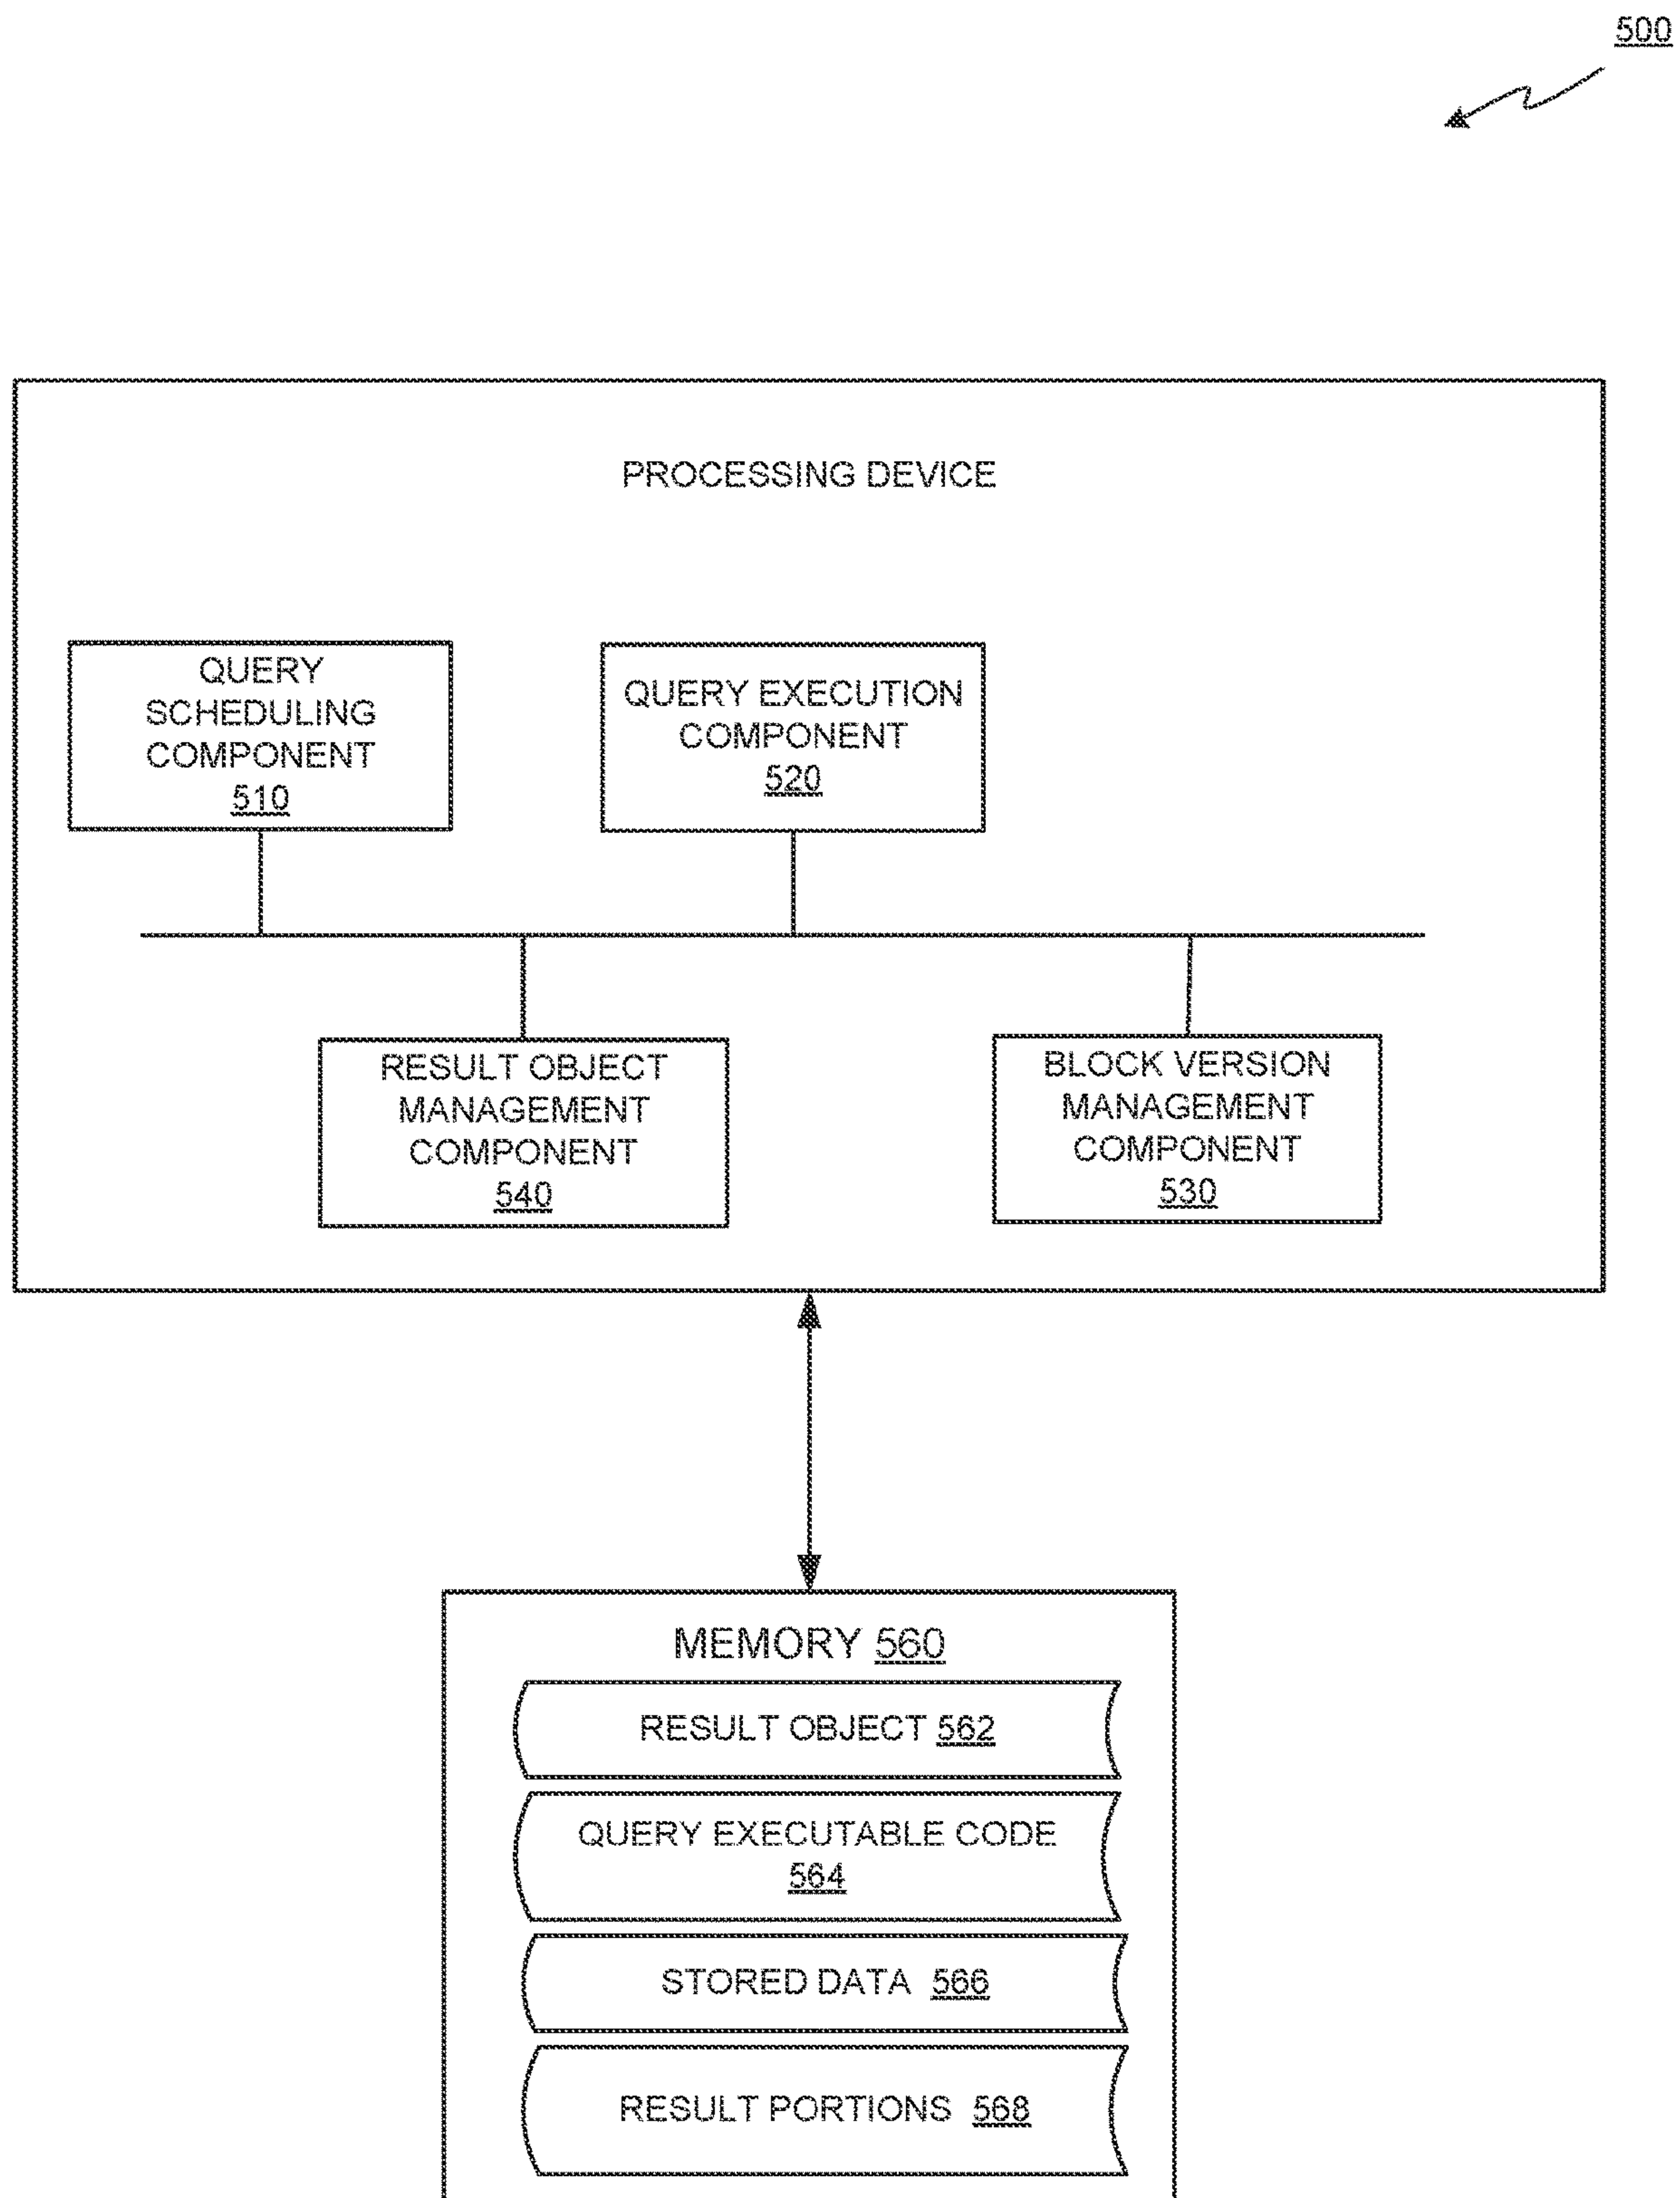 500
PROCESSING DEVICE
QUERY
SCHEDULING
COMPONENT
510
QUERY EXECUTION
COMPONENT
520
RESULT OBJECT
MANAGEMENT
COMPONENT
540
BLOCK VERSION
MANAGEMENT
COMPONENT
530
MEMORY 560
RESULT OBJECT 562
QUERY EXECUTABLE CODE
564
STORED DATA 566
RESULT PORTIONS 568